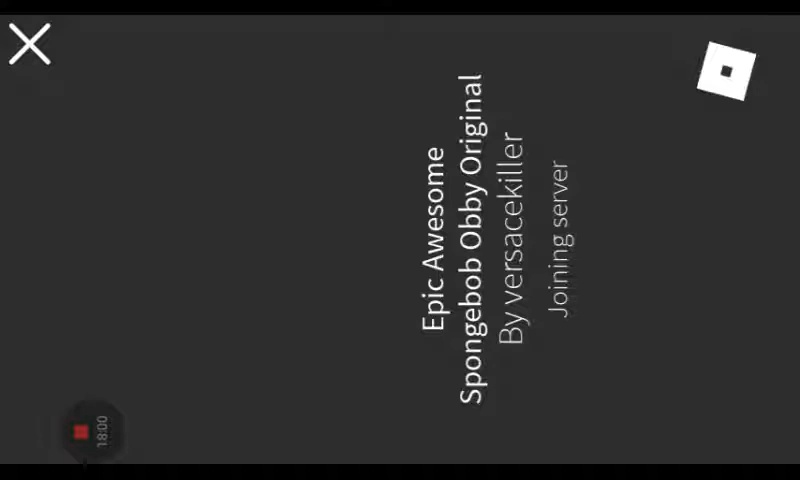 Epic Awesome
Spongebob Obby Original
By versacekiller
Joining server
18:00